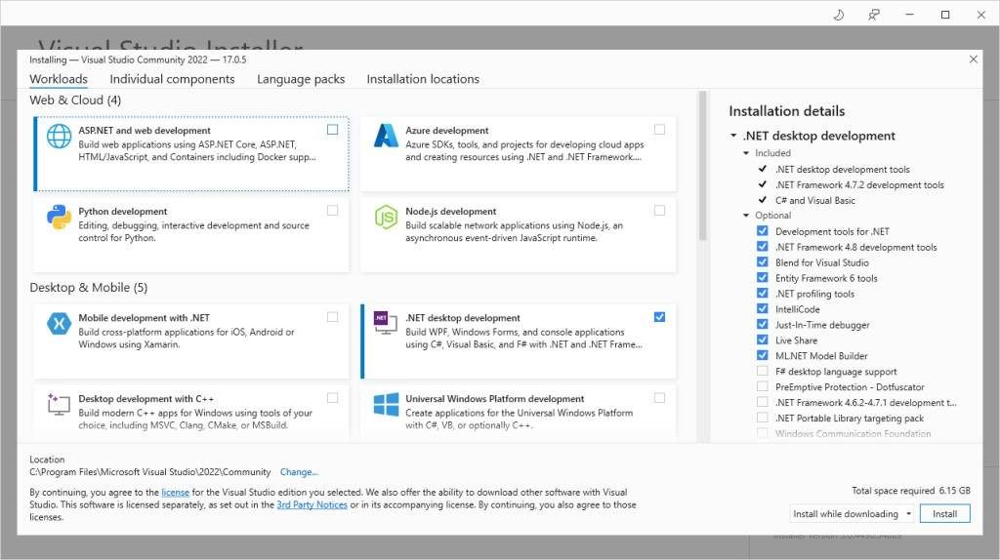 Visual Studio Installer
Installing — Visual Studio Community 2022 — 17.0.5
Workloads Individual components Language packs Installation locations
Web & Cloud (4)
ASP.NET and web development
Build web applications using ASP.NET Core, ASP.NET,
HTML/JavaScript, and Containers including Docker supp...
Azure development
Azure SDKs, tools, and projects for developing cloud apps
and creating resources using .NET and .NET Framework....
Python development
Editing, debugging, interactive development and source
control for Python.
Node.js development
Build scalable network applications using Node.js, an
asynchronous event-driven JavaScript runtime.
Desktop & Mobile (5)
Mobile development with .NET
Build cross-platform applications for iOS, Android or
Windows using Xamarin.
.NET
.NET desktop development
Build WPF, Windows Forms, and console applications
using C#, Visual Basic, and F# with .NET and .NET Frame...
Desktop development with C++
Build modern C++ apps for Windows using tools of your
choice, including MSVC, Clang, CMake, or MSBuild.
Universal Windows Platform development
Create applications for the Universal Windows Platform
with C#, VB, or optionally C++.
Installation details
.NET desktop development
Included
.NET desktop development tools
.NET Framework 4.7.2 development tools
C# and Visual Basic
Optional
Development tools for .NET
.NET Framework 4.8 development tools
Blend for Visual Studio
Entity Framework 6 tools
.NET profiling tools
IntelliCode
Just-In-Time debugger
Live Share
ML.NET Model Builder
F# desktop language support
PreEmptive Protection - Dotfuscator
.NET Framework 4.6.2-4.7.1 development t...
.NET Portable Library targeting pack
Windows Communication Foundation
Location
C:\Program Files\Microsoft Visual Studio\2022\Community Change...
By continuing, you agree to the license for the Visual Studio edition you selected. We also offer the ability to download other software with Visual
Studio. This software is licensed separately, as set out in the 3rd Party Notices or in its accompanying license. By continuing, you also agree to those
licenses.
Total space required 6.15 GB
Install while downloading Install
Installer Version